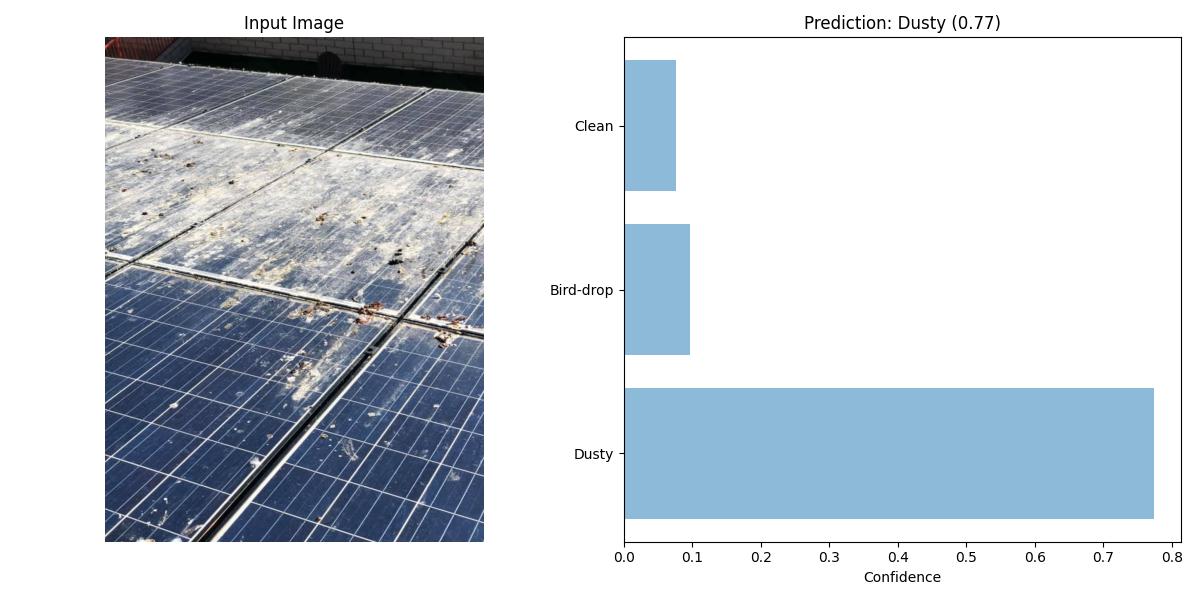 Input Image
Prediction: Dusty (0.77)
Clean
Bird-drop
Dusty
0.0 0.1 0.2 0.3 0.4 0.5 0.6 0.7 0.8
Confidence